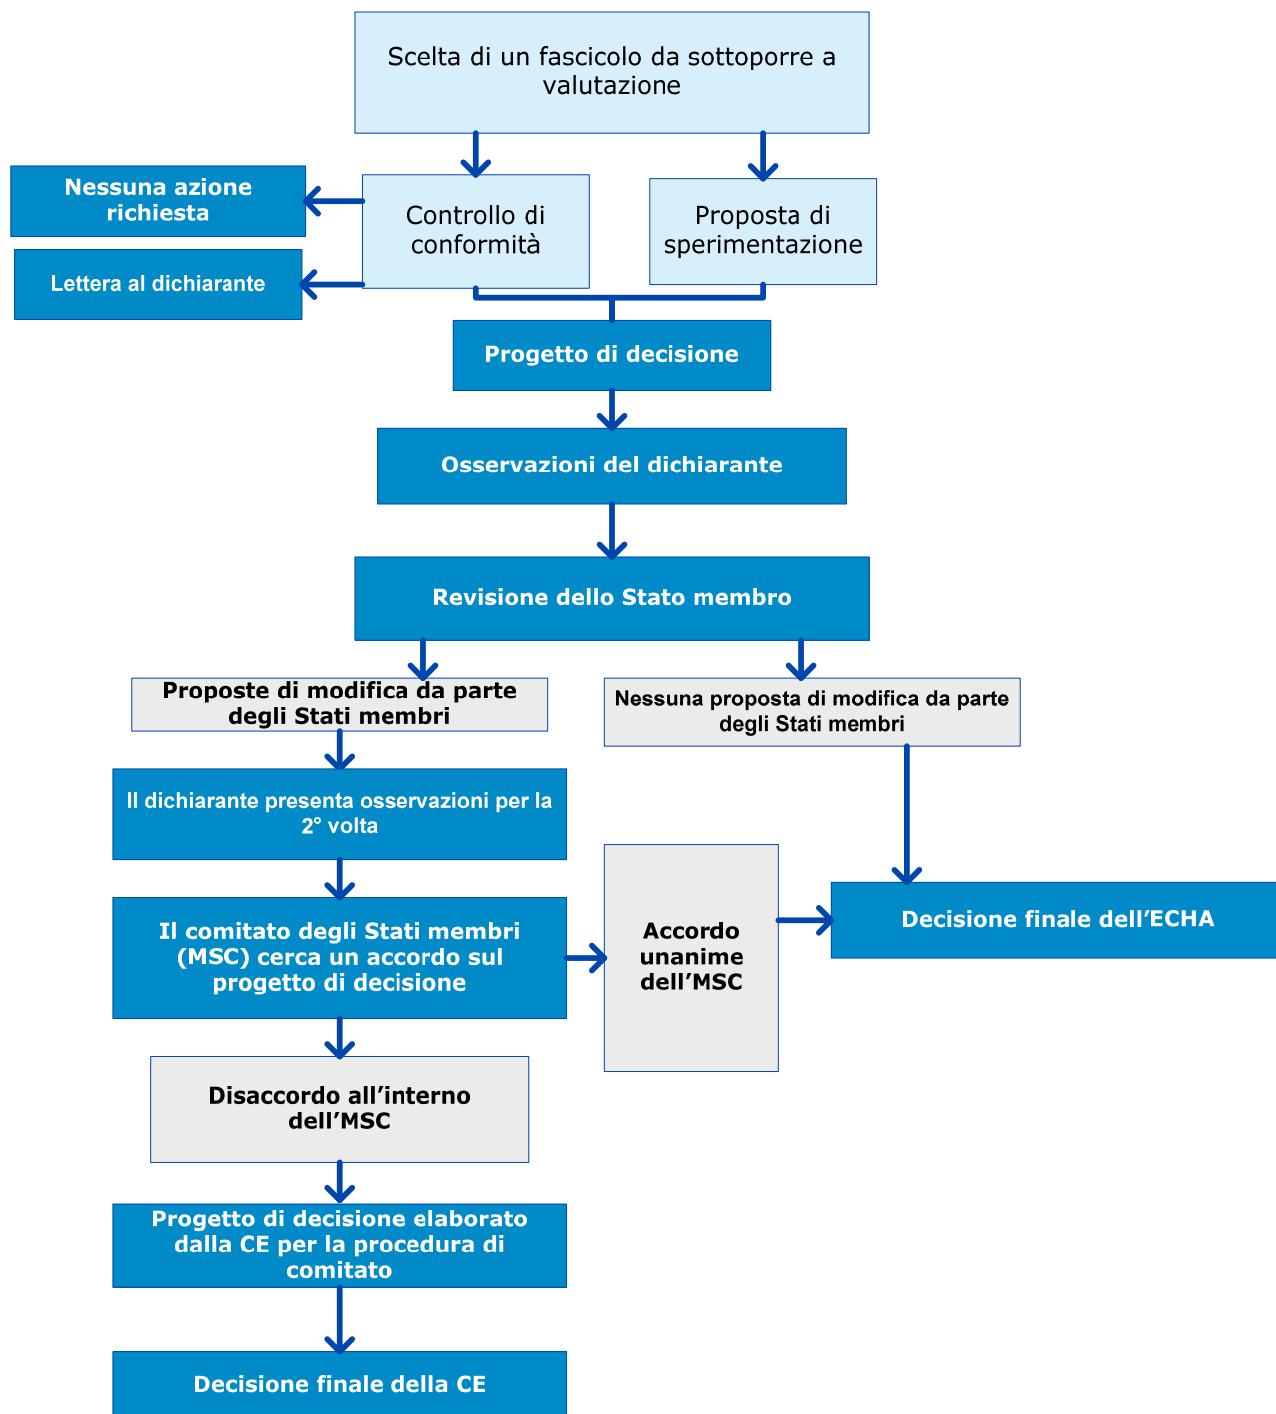 Scelta di un fascicolo da sottoporre a
valutazione
Nessuna azione
richiesta
Controllo di
conformità
Proposta di
sperimentazione
Lettera al dichiarante
Progetto di decisione
Osservazioni del dichiarante
Revisione dello Stato membro
Proposte di modifica da parte
degli Stati membri
Nessuna proposta di modifica da parte
degli Stati membri
Il dichiarante presenta osservazioni per la
2° volta
Il comitato degli Stati membri
(MSC) cerca un accordo sul
progetto di decisione
Accordo
unanime
dell’MSC
Decisione finale dell’ECHA
Disaccordo all’interno
dell’MSC
Progetto di decisione elaborato
dalla CE per la procedura di
comitato
Decisione finale della CE